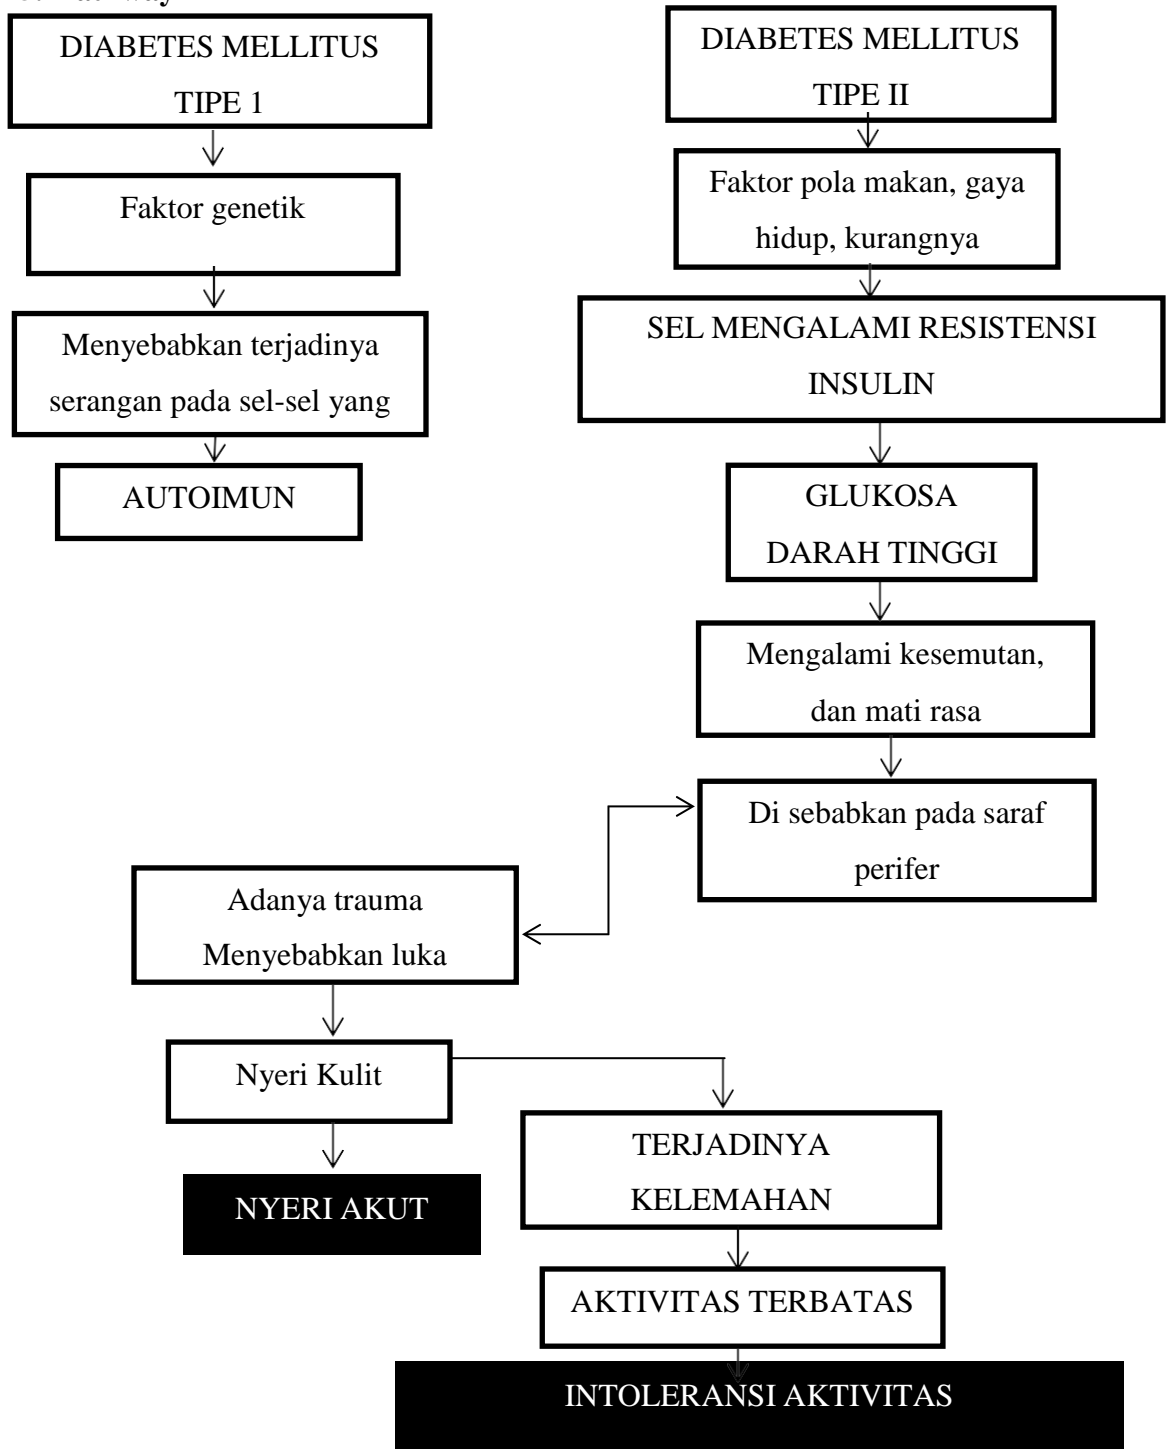 DIABETES MELLITUS
TIPE 1
Faktor genetik
Menyebabkan terjadinya
serangan pada sel-sel yang
AUTOIMUN
DIABETES MELLITUS
TIPE II
Faktor pola makan, gaya
hidup, kurangnya
SEL MENGALAMI RESISTENSI
INSULIN
GLUKOSA
DARAH TINGGI
Mengalami kesemutan,
dan mati rasa
Di sebabkan pada saraf
perifer
Adanya trauma
Menyebabkan luka
Nyeri Kulit
NYERI AKUT
TERJADINYA
KELEMAHAN
AKTIVITAS TERBATAS
INTOLERANSI AKTIVITAS